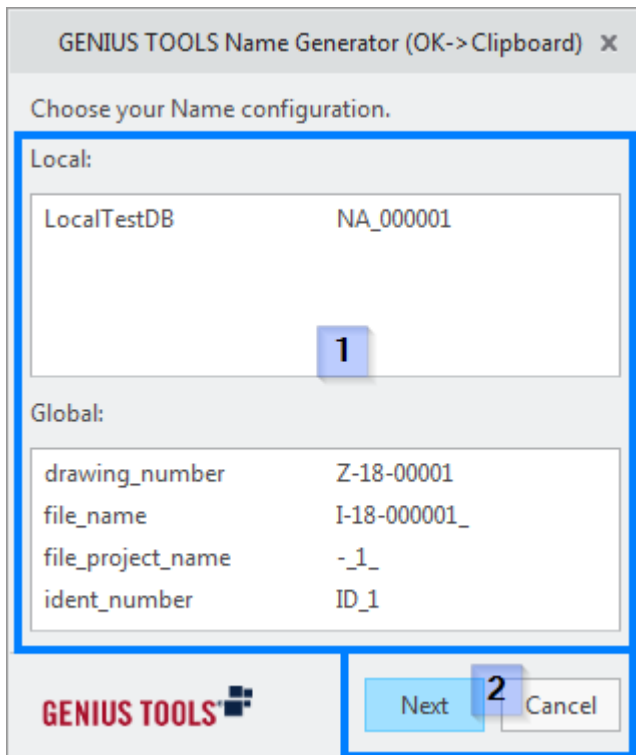 GENIUS TOOLS Name Generator (OK->Clipboard) ×
Choose your Name configuration.
Local:
LocalTestDB NA_000001
1
Global:
drawing_number Z-18-00001
file_name I-18-000001_
file_project_name -_1_
ident_number ID_1
GENIUS TOOLS Next 2 Cancel